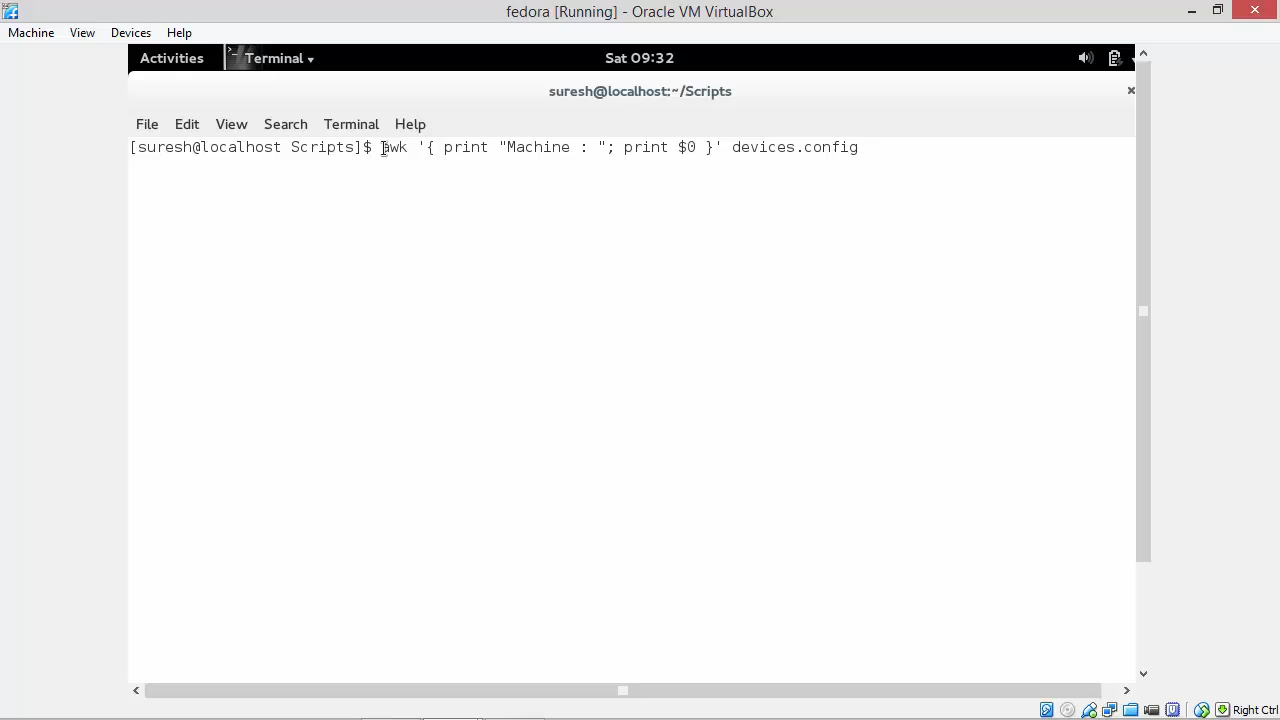 fedora [Running] - Oracle VM VirtualBox
Machine View Devices Help
Activities Terminal Sat 09:32
suresh@localhost:~/Scripts
File Edit View Search Terminal Help
[suresh@localhost Scripts]$ awk '{ print "Machine : "; print $0 }' devices.config
Right Ctrl